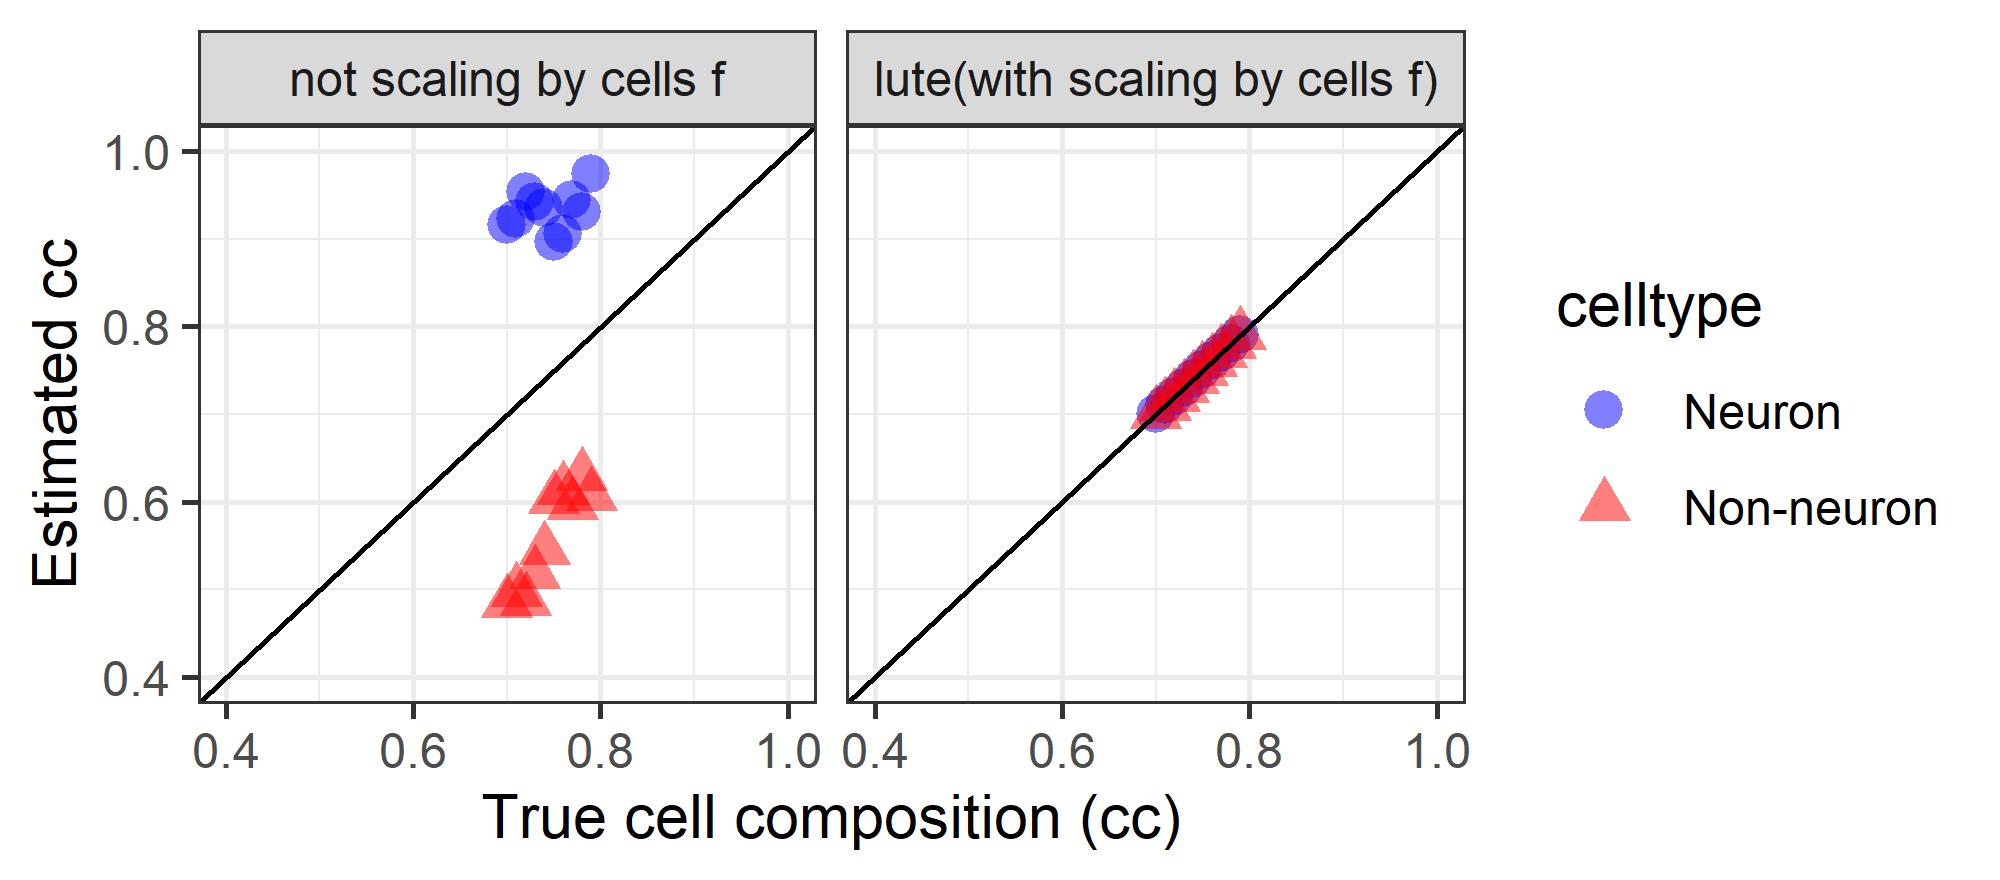 not scaling by cells f
lute(with scaling by cells f)
Estimated cc
1.0
0.8
0.6
0.4
0.4 0.6 0.8 1.0
0.4 0.6 0.8 1.0
True cell composition (cc)
celltype
Neuron
Non-neuron